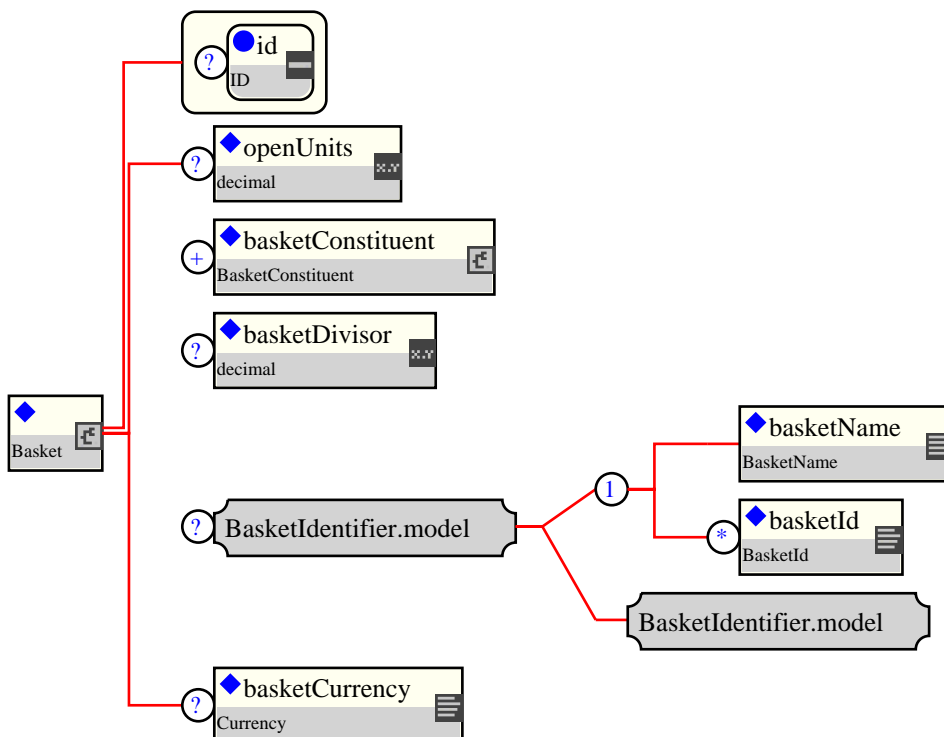 ?
id
ID
?
openUnits
x.y
decimal
+
basketConstituent
BasketConstituent
?
basketDivisor
x.y
decimal
Basket
?
BasketIdentifier.model
1
basketName
BasketName
*
basketId
BasketId
BasketIdentifier.model
?
basketCurrency
Currency